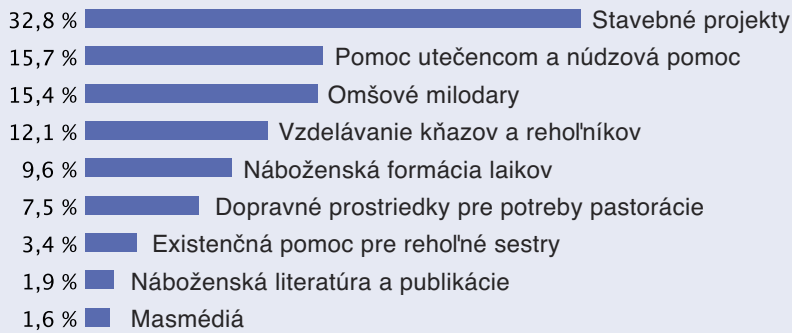 32,8 % Stavebné projekty
15,7 % Pomoc utečencom a núdzová pomoc
15,4 % Omšové milodary
12,1 % Vzdelávanie kňazov a rehoľníkov
9,6 % Náboženská formácia laikov
7,5 % Dopravné prostriedky pre potreby pastorácie
3,4 % Existenčná pomoc pre rehoľné sestry
1,9 % Náboženská literatúra a publikácie
1,6 % Masmédiá